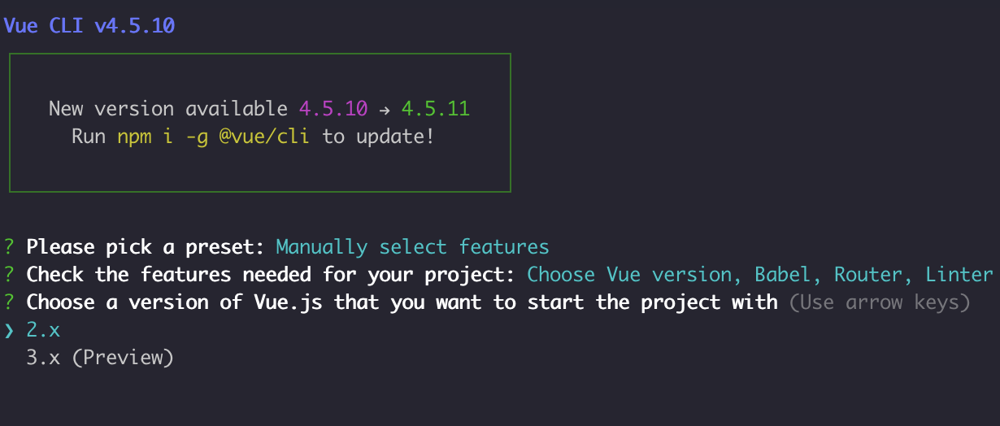 Vue CLI v4.5.10
New version available 4.5.10 → 4.5.11
Run npm i -g @vue/cli to update!
? Please pick a preset: Manually select features
? Check the features needed for your project: Choose Vue version, Babel, Router, Linter
? Choose a version of Vue.js that you want to start the project with (Use arrow keys)
❯ 2.x
3.x (Preview)